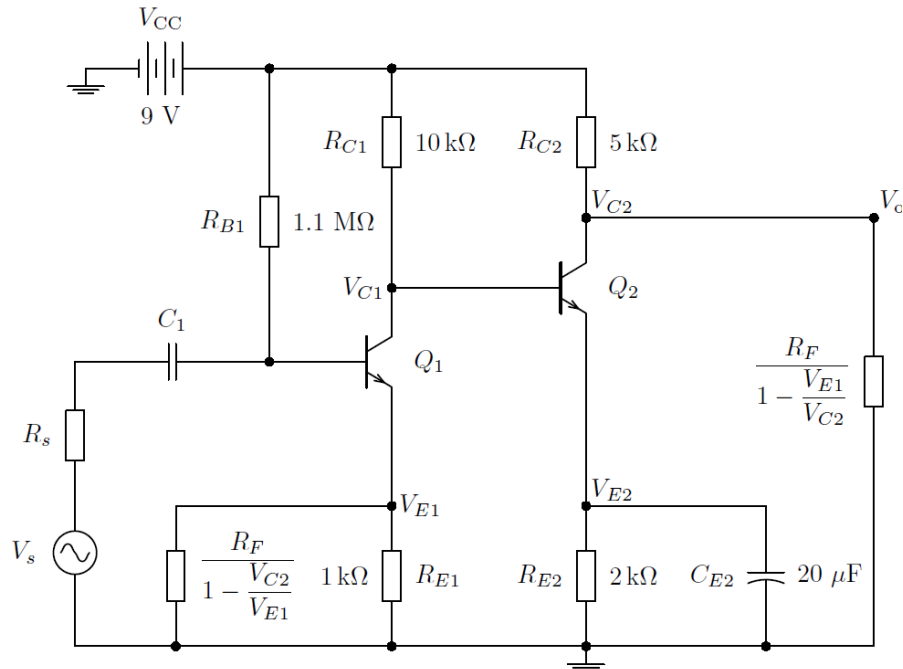 V_CC
9 V
R_C1 10 kΩ
R_C2 5 kΩ
R_B1 1.1 MΩ
V_C2
V_o
V_C1
Q_2
C_1
Q_1
R_F
1 − V_E1
V_C2
R_s
V_E1
V_E2
V_s
R_F
1 − V_C2
V_E1
1 kΩ R_E1
R_E2 2 kΩ
C_E2 20 μF